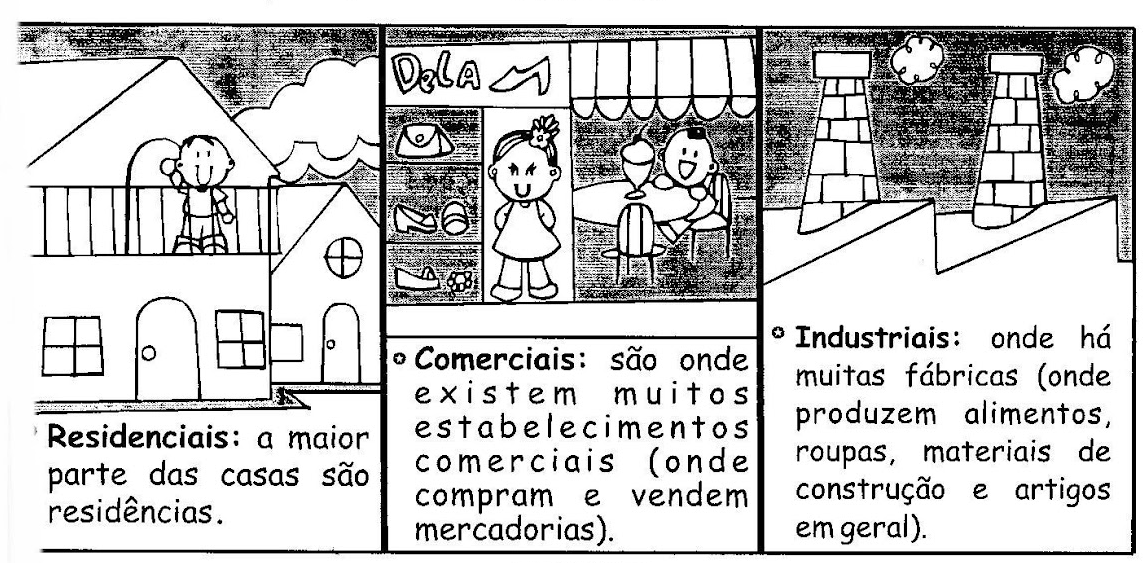 DelA
Residenciais: a maior
parte das casas são
residências.
Comerciais: são onde
existem muitos
estabelecimentos
comerciais (onde
compram e vendem
mercadorias).
Industriais: onde há
muitas fábricas (onde
produzem alimentos,
roupas, materiais de
construção e artigos
em geral).